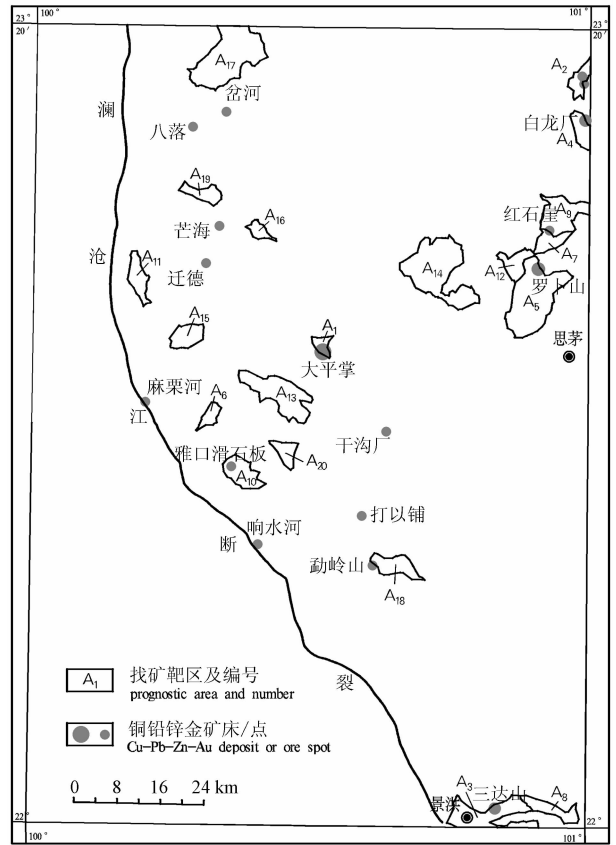 100°
101°
23°
20′
23°
20′
A17
A2
岔河
澜
八落
白龙厂
A4
A19
红石崖
A9
A16
芒海
A7
沧
A11
A14
A12
迁德
罗卜山
A5
A15
A1
思茅
大平掌
麻栗河
A6
A13
江
干沟厂
雅口滑石板
A20
A10
打以铺
响水河
断
勐岭山
A18
裂
A1
找矿靶区及编号
prognostic area and number
铜铅锌金矿床/点
Cu-Pb-Zn-Au deposit or ore spot
0 8 16 24 km
A3
三达山
A8
景洪
22°
22°
100°
101°